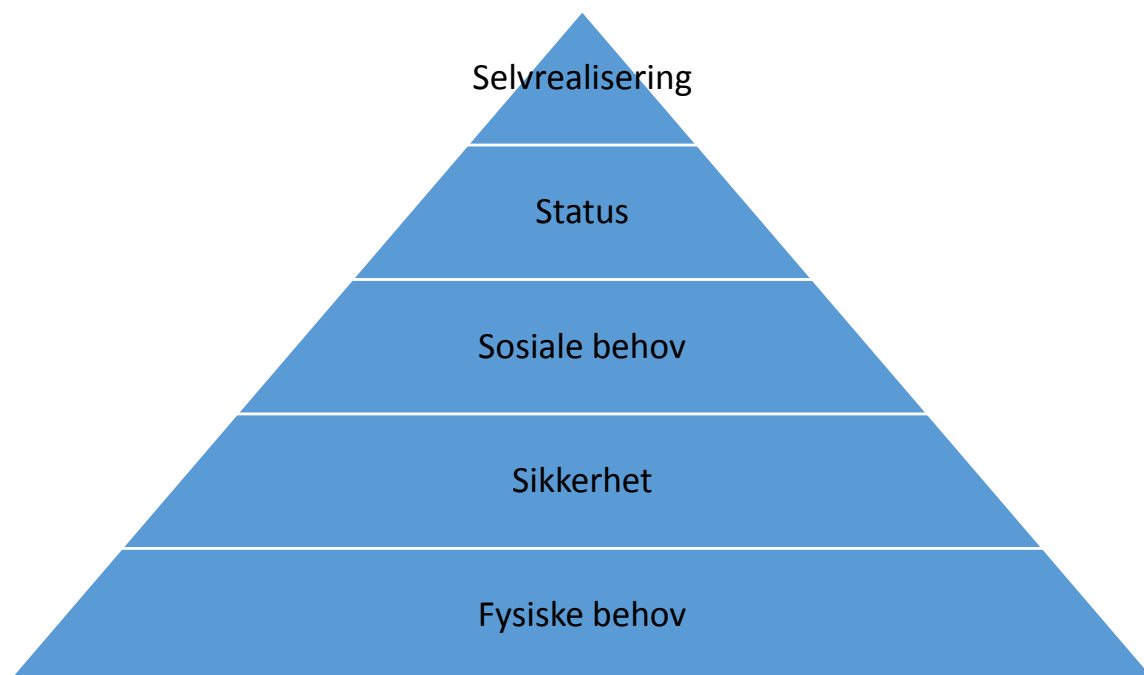 Selvrealisering
Status
Sosiale behov
Sikkerhet
Fysiske behov